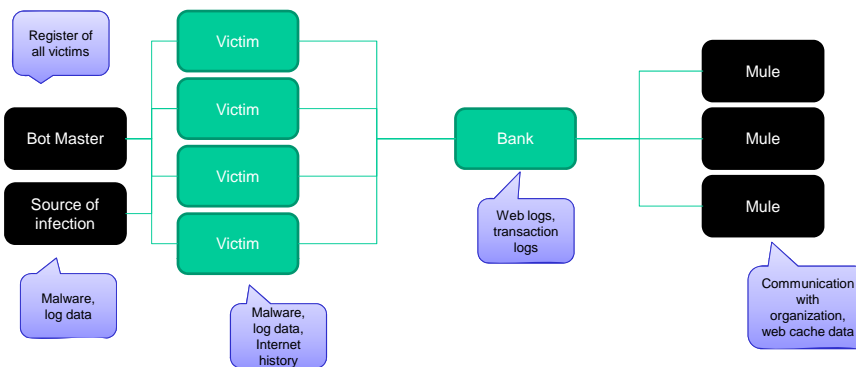 Register of
all victims
Victim
Victim
Victim
Victim
Bot Master
Source of
infection
Malware,
log data
Malware,
log data,
Internet
history
Bank
Web logs,
transaction
logs
Mule
Mule
Mule
Communication
with
organization,
web cache data